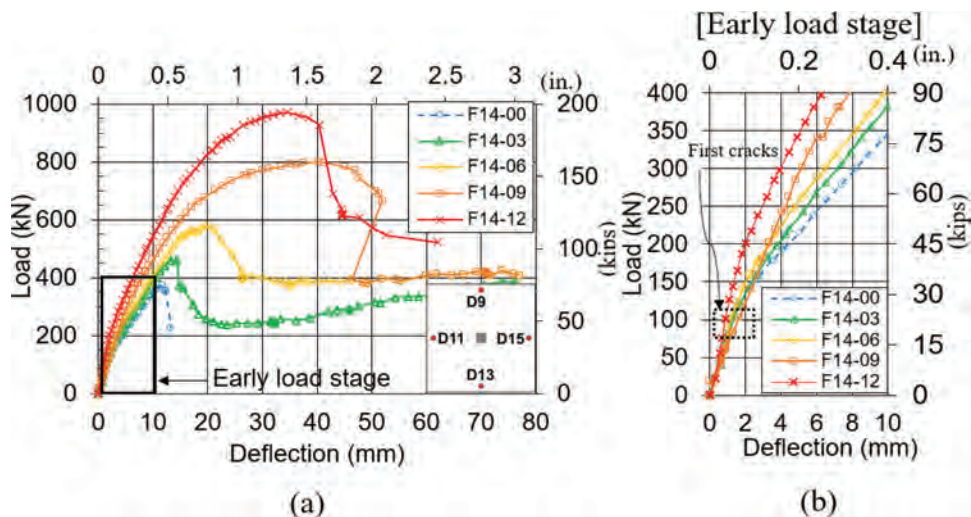 [Early load stage]
0 0.5 1 1.5 2 2.5 3 (in.)
1000
800
600
400
200
0
Load (kN)
200
150
100
50
0
(kips)
F14-00
F14-03
F14-06
F14-09
F14-12
D9
D11
D15
D13
Early load stage
0 10 20 30 40 50 60 70 80
Deflection (mm)
(a)
0 0.2 0.4 (in.)
400
350
300
250
200
150
100
50
0
Load (kN)
90
75
60
45
30
15
0
(kips)
First cracks
F14-00
F14-03
F14-06
F14-09
F14-12
0 2 4 6 8 10
Deflection (mm)
(b)